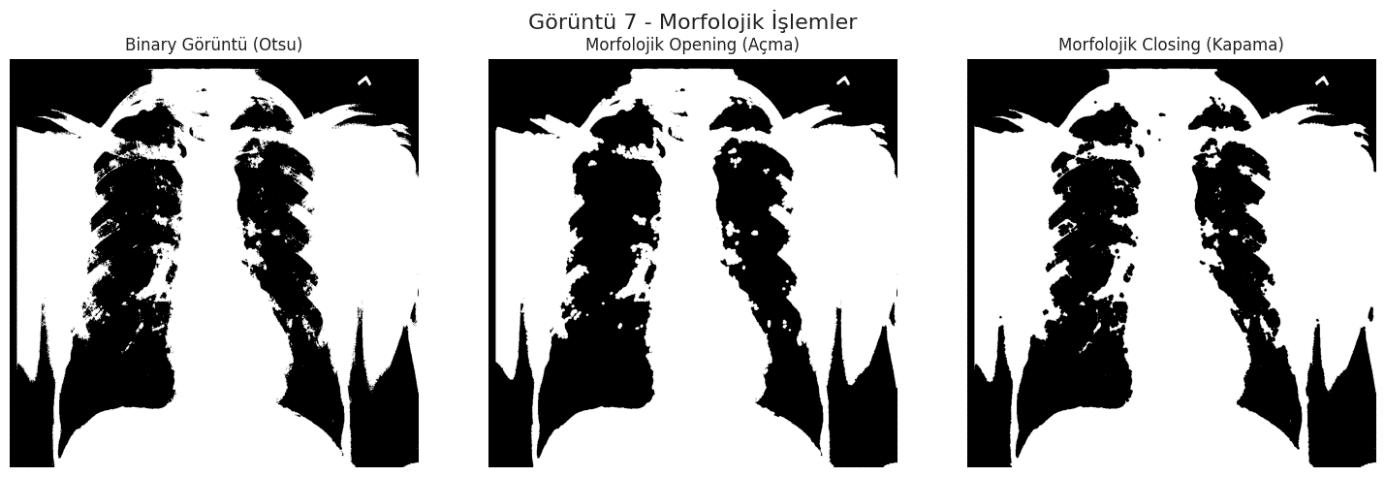 Görüntü 7 - Morfolojik İşlemler
Binary Görüntü (Otsu)
Morfolojik Opening (Açma)
Morfolojik Closing (Kapama)